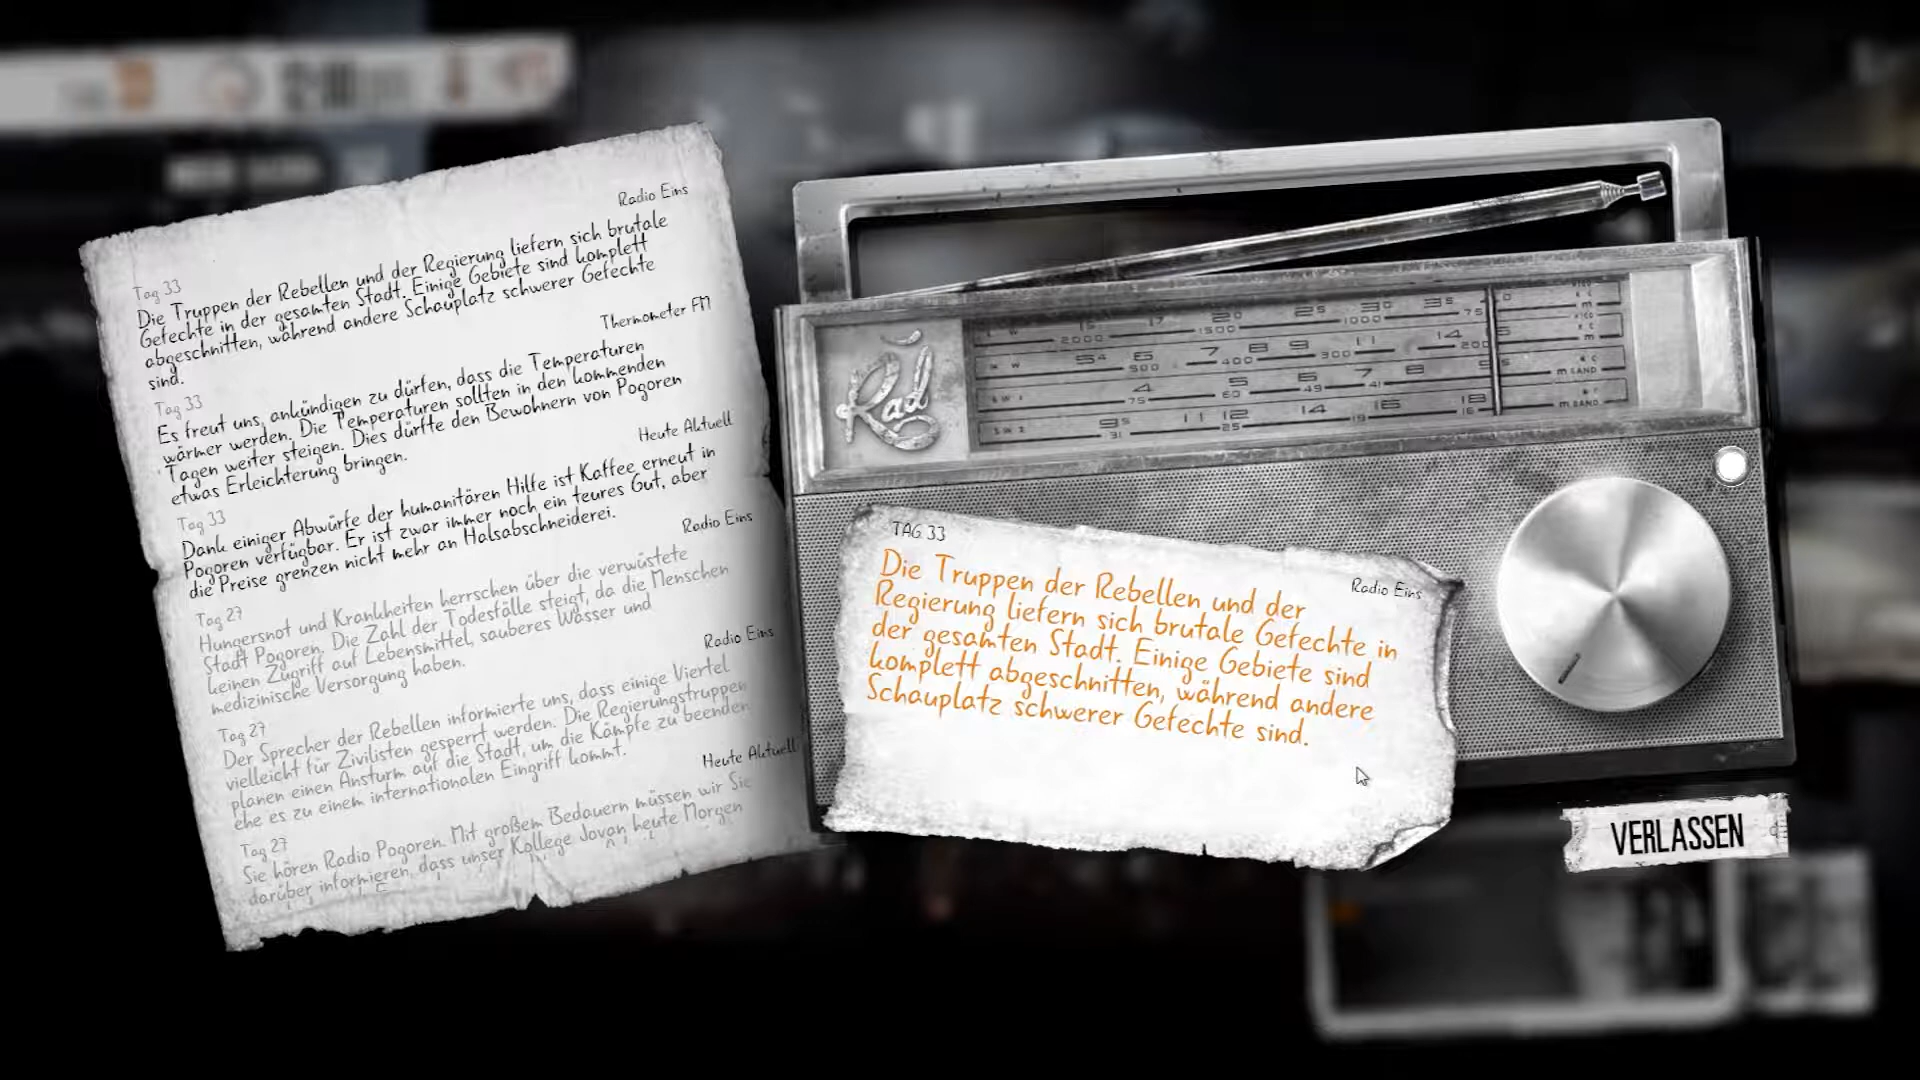 Radio Eins
Tag 33
Die Truppen der Rebellen und der Regierung liefern sich brutale
Gefechte in der gesamten Stadt. Einige Gebiete sind komplett
abgeschnitten, während andere Schauplatz schwerer Gefechte
sind.
Thermometer FM
Tag 33
Es freut uns, ankündigen zu dürfen, dass die Temperaturen
wärmer werden. Die Temperaturen sollten in den kommenden
Tagen weiter steigen. Dies dürfte den Bewohnern von Pogoren
etwas Erleichterung bringen.
Heute Aktuell
Tag 33
Dank einiger Abwürfe der humanitären Hilfe ist Kaffee erneut in
Pogoren verfügbar. Er ist zwar immer noch ein teures Gut, aber
die Preise grenzen nicht mehr an Halsabschneiderei.
Radio Eins
Tag 27
Hungersnot und Krankheiten herrschen über die verwüstete
Stadt Pogoren. Die Zahl der Todesfälle steigt, da die Menschen
keinen Zugriff auf Lebensmittel, sauberes Wasser und
medizinische Versorgung haben.
Radio Eins
Tag 27
Der Sprecher der Rebellen informierte uns, dass einige Viertel
vielleicht für Zivilisten gesperrt werden. Die Regierungstruppen
planen einen Ansturm auf die Stadt, um die Kämpfe zu beenden
ehe es zu einem internationalen Eingriff kommt.
Heute Aktuell
Tag 27
Sie hören Radio Pogoren. Mit großem Bedauern müssen wir Sie
darüber informieren, dass unser Kollege Jovan heute Morgen
Rad
TAG 33
Radio Eins
Die Truppen der Rebellen und der
Regierung liefern sich brutale Gefechte in
der gesamten Stadt. Einige Gebiete sind
komplett abgeschnitten, während andere
Schauplatz schwerer Gefechte sind.
VERLASSEN